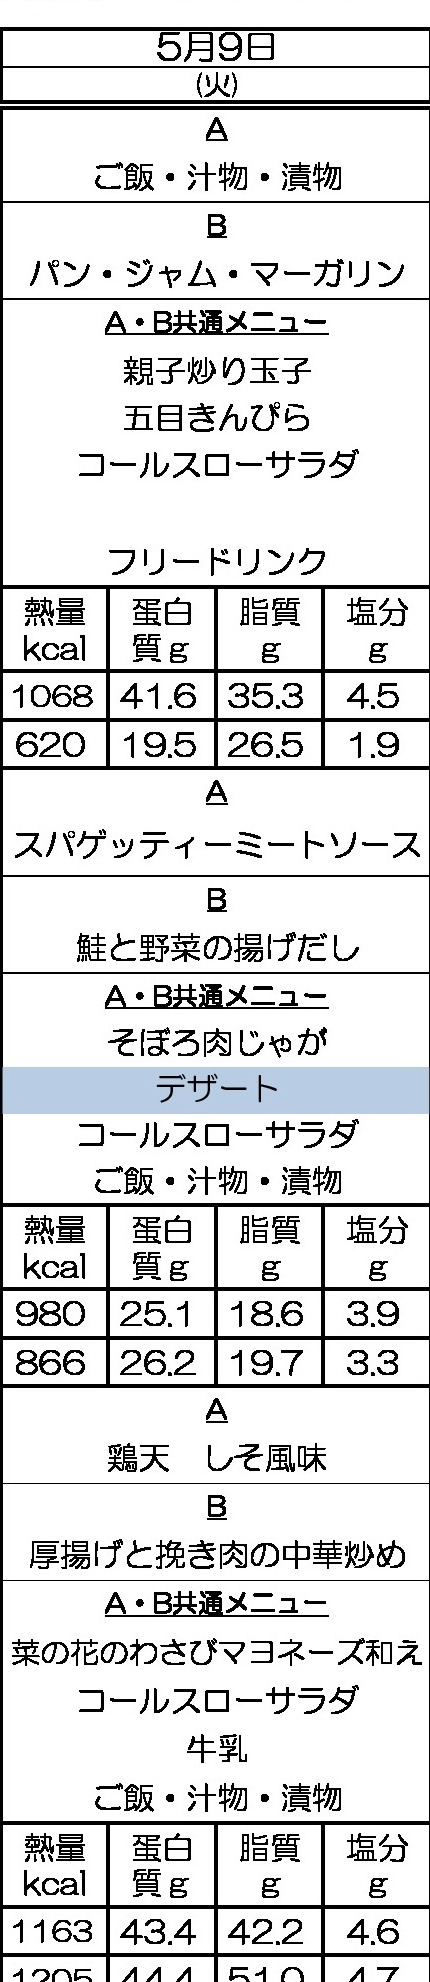 5月9日
(火)
A
ご飯・汁物・漬物
B
パン・ジャム・マーガリン
A・B共通メニュー
親子炒り玉子
五目きんぴら
コールスローサラダ
フリードリンク
熱量 蛋白 脂質 塩分
kcal 質g g g
1068 41.6 35.3 4.5
620 19.5 26.5 1.9
A
スパゲッティーミートソース
B
鮭と野菜の揚げだし
A・B共通メニュー
そぼろ肉じゃが
デザート
コールスローサラダ
ご飯・汁物・漬物
熱量 蛋白 脂質 塩分
kcal 質g g g
980 25.1 18.6 3.9
866 26.2 19.7 3.3
A
鶏天　しそ風味
B
厚揚げと挽き肉の中華炒め
A・B共通メニュー
菜の花のわさびマヨネーズ和え
コールスローサラダ
牛乳
ご飯・汁物・漬物
熱量 蛋白 脂質 塩分
kcal 質g g g
1163 43.4 42.2 4.6
1205 44.4 51.0 4.7